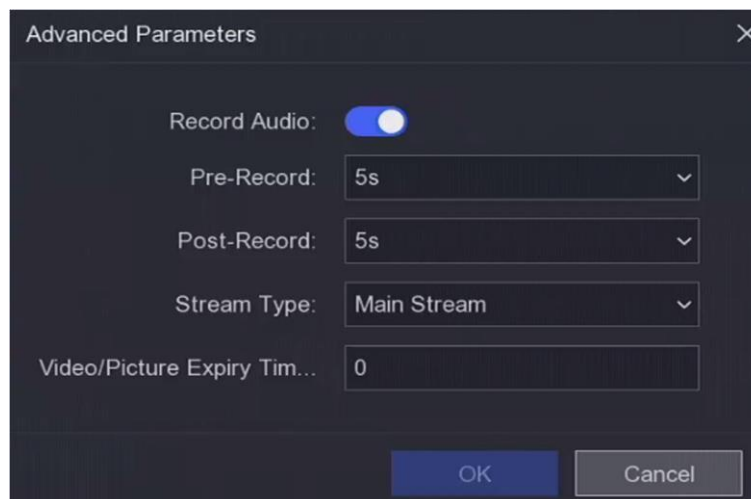 Advanced Parameters
Record Audio:
Pre-Record: 5s
Post-Record: 5s
Stream Type: Main Stream
Video/Picture Expiry Tim... 0
OK Cancel